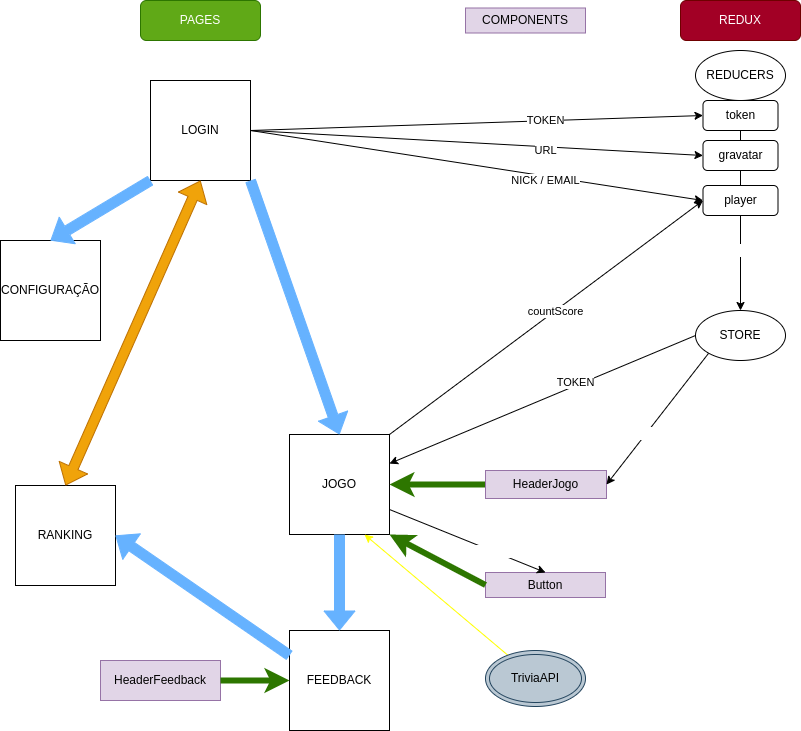 PAGES
COMPONENTS
REDUX
REDUCERS
token
LOGIN
TOKEN
URL
gravatar
NICK / EMAIL
player
CONFIGURAÇÃO
countScore
STORE
TOKEN
JOGO
HeaderJogo
RANKING
Button
HeaderFeedback
FEEDBACK
TriviaAPI